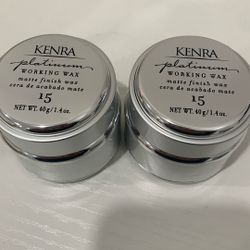 KENRA
platinum
WORKING WAX
matte finish wax
cera de acabado mate
15
NET WT. 40g/1.4oz.
KENRA
platinum
WORKING WAX
matte finish wax
cera de acabado mate
15
NET WT. 40g/1.4oz.